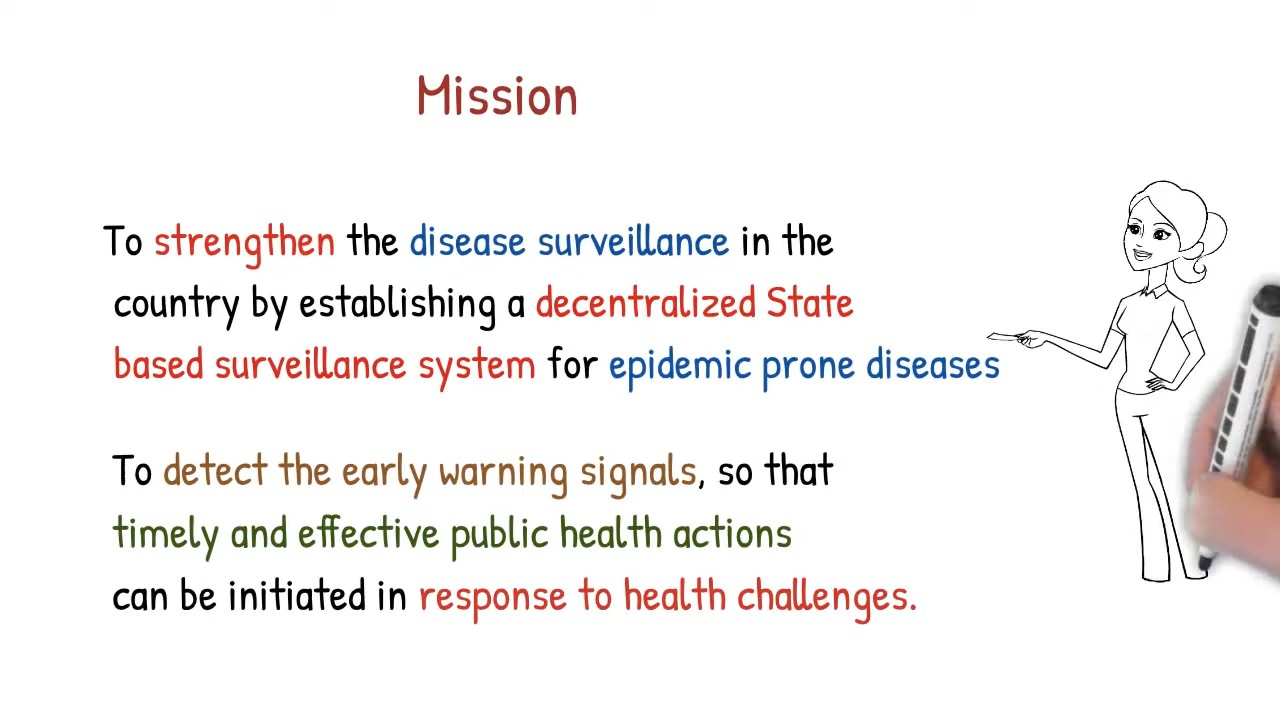 Mission
To strengthen the disease surveillance in the
country by establishing a decentralized State
based surveillance system for epidemic prone diseases
To detect the early warning signals, so that
timely and effective public health actions
can be initiated in response to health challenges.